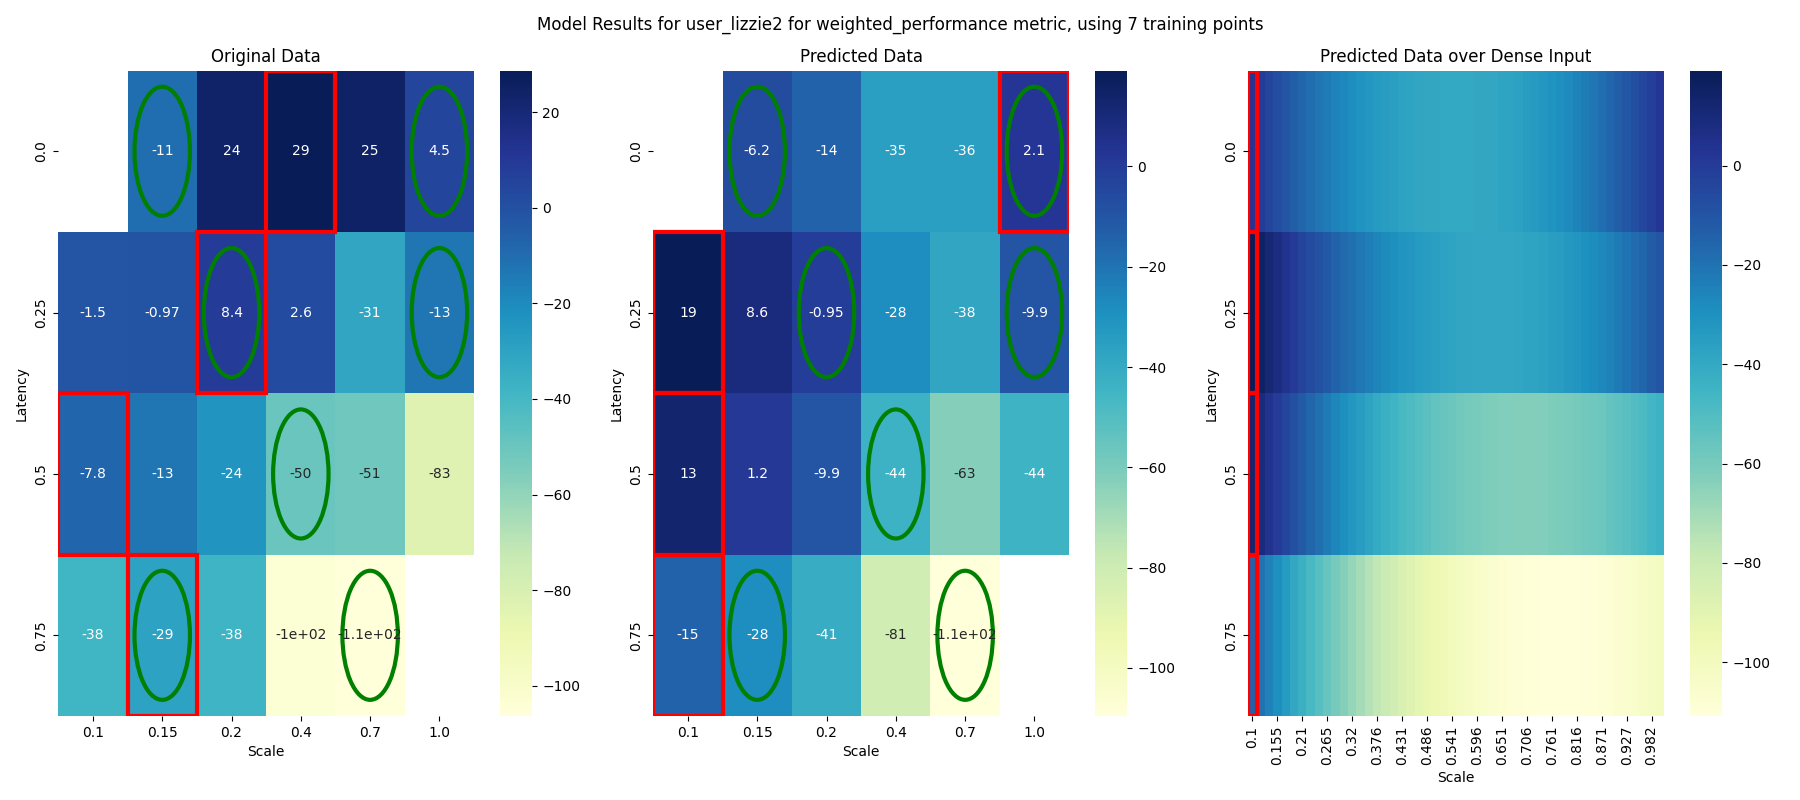 Model Results for user_lizzie2 for weighted_performance metric, using 7 training points
Original Data
0.0 -11 24 29 25 4.5
0.25 -1.5 -0.97 8.4 2.6 -31 -13
0.5 -7.8 -13 -24 -50 -51 -83
0.75 -38 -29 -38 -1e+02 -1.1e+02
0.1 0.15 0.2 0.4 0.7 1.0
Scale
Latency
20
0
−20
−40
−60
−80
−100
Predicted Data
0.0 -6.2 -14 -35 -36 2.1
0.25 19 8.6 -0.95 -28 -38 -9.9
0.5 13 1.2 -9.9 -44 -63 -44
0.75 -15 -28 -41 -81 -1.1e+02
0.1 0.15 0.2 0.4 0.7 1.0
Scale
Latency
0
−20
−40
−60
−80
−100
Predicted Data over Dense Input
0.0
0.25
0.5
0.75
0.1 0.155 0.21 0.265 0.32 0.376 0.431 0.486 0.541 0.596 0.651 0.706 0.761 0.816 0.871 0.927 0.982
Scale
Latency
0
−20
−40
−60
−80
−100